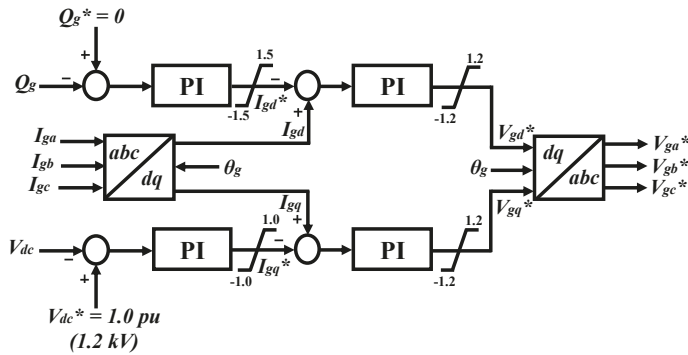 Qg* = 0
+
Qg
−
PI
1.5
-1.5
−
Igd*
+
PI
1.2
-1.2
Iga
Igb
Igc
abc
dq
Igd
θg
Igq
Vgd*
θg
Vgq*
dq
abc
Vga*
Vgb*
Vgc*
Vdc
−
+
PI
1.0
-1.0
+
−
Igq*
PI
1.2
-1.2
Vdc* = 1.0 pu
(1.2 kV)